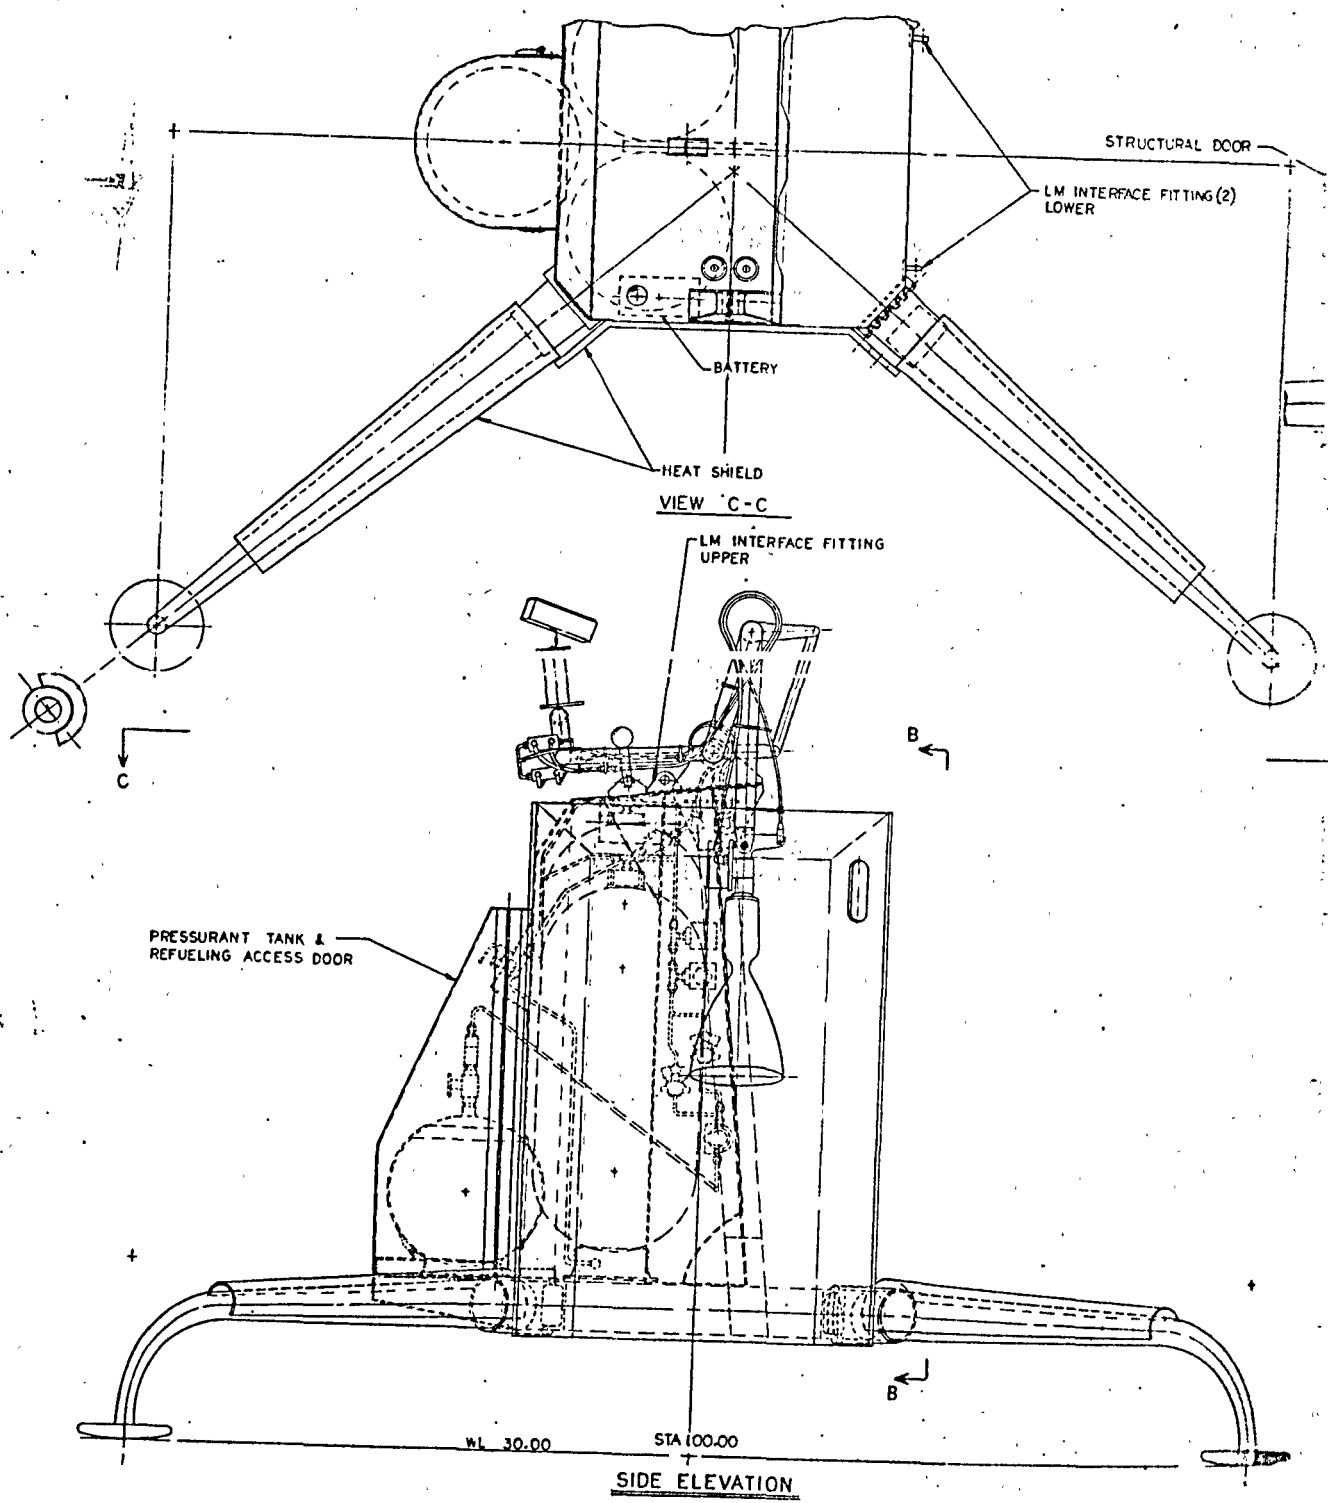 STRUCTURAL DOOR
LM INTERFACE FITTING (2)
LOWER
BATTERY
HEAT SHIELD
VIEW C-C
LM INTERFACE FITTING
UPPER
C
B
PRESSURANT TANK &
REFUELING ACCESS DOOR
B
WL 30.00
STA 100.00
SIDE ELEVATION